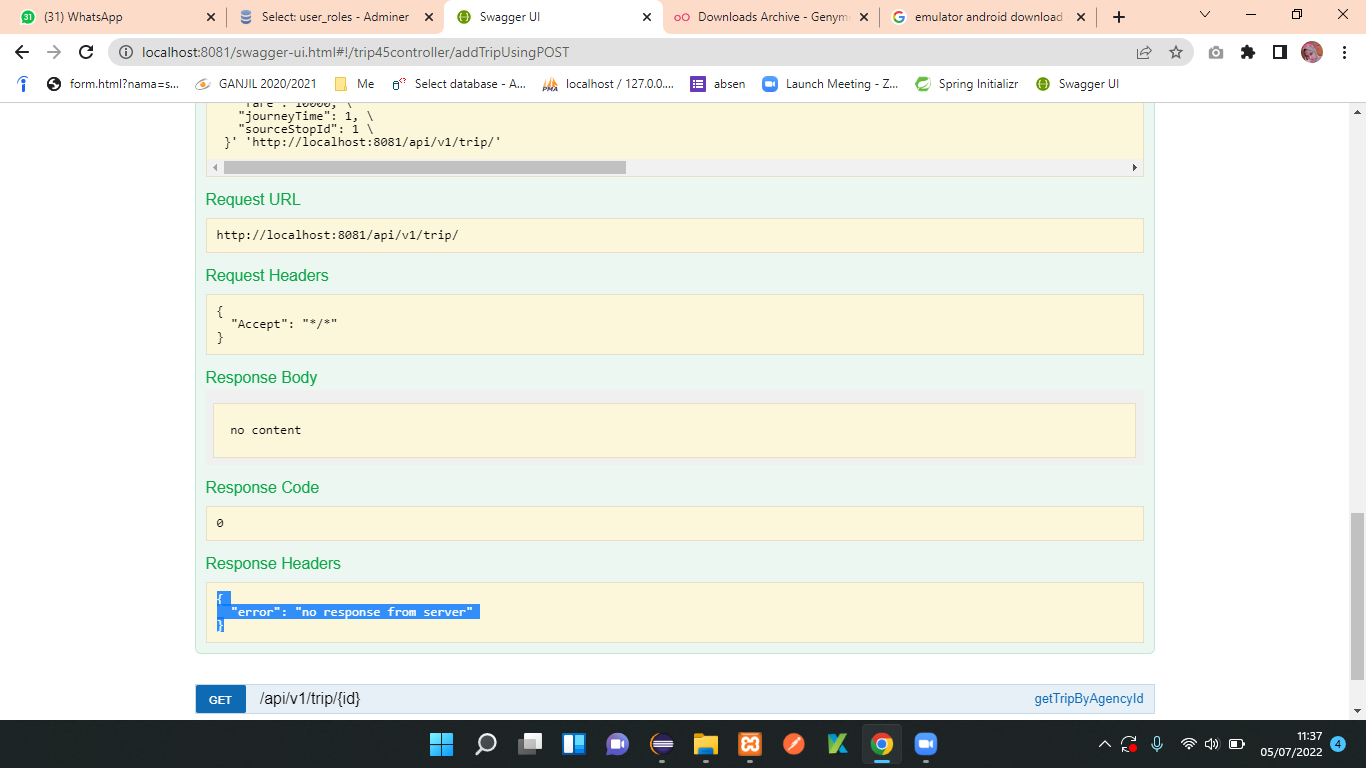 (31) WhatsApp
Select: user_roles - Adminer
Swagger UI
Downloads Archive - Genym
emulator android download
localhost:8081/swagger-ui.html#!/trip45controller/addTripUsingPOST
form.html?nama=s...
GANJIL 2020/2021
Me
Select database - A...
localhost / 127.0.0....
absen
Launch Meeting - Z...
Spring Initializr
Swagger UI
"fare": 10000, \
"journeyTime": 1, \
"sourceStopId": 1 \
}' 'http://localhost:8081/api/v1/trip/'
Request URL
http://localhost:8081/api/v1/trip/
Request Headers
{
"Accept": "*/*"
}
Response Body
no content
Response Code
0
Response Headers
{
"error": "no response from server"
}
GET /api/v1/trip/{id} getTripByAgencyId
11:37
05/07/2022
4